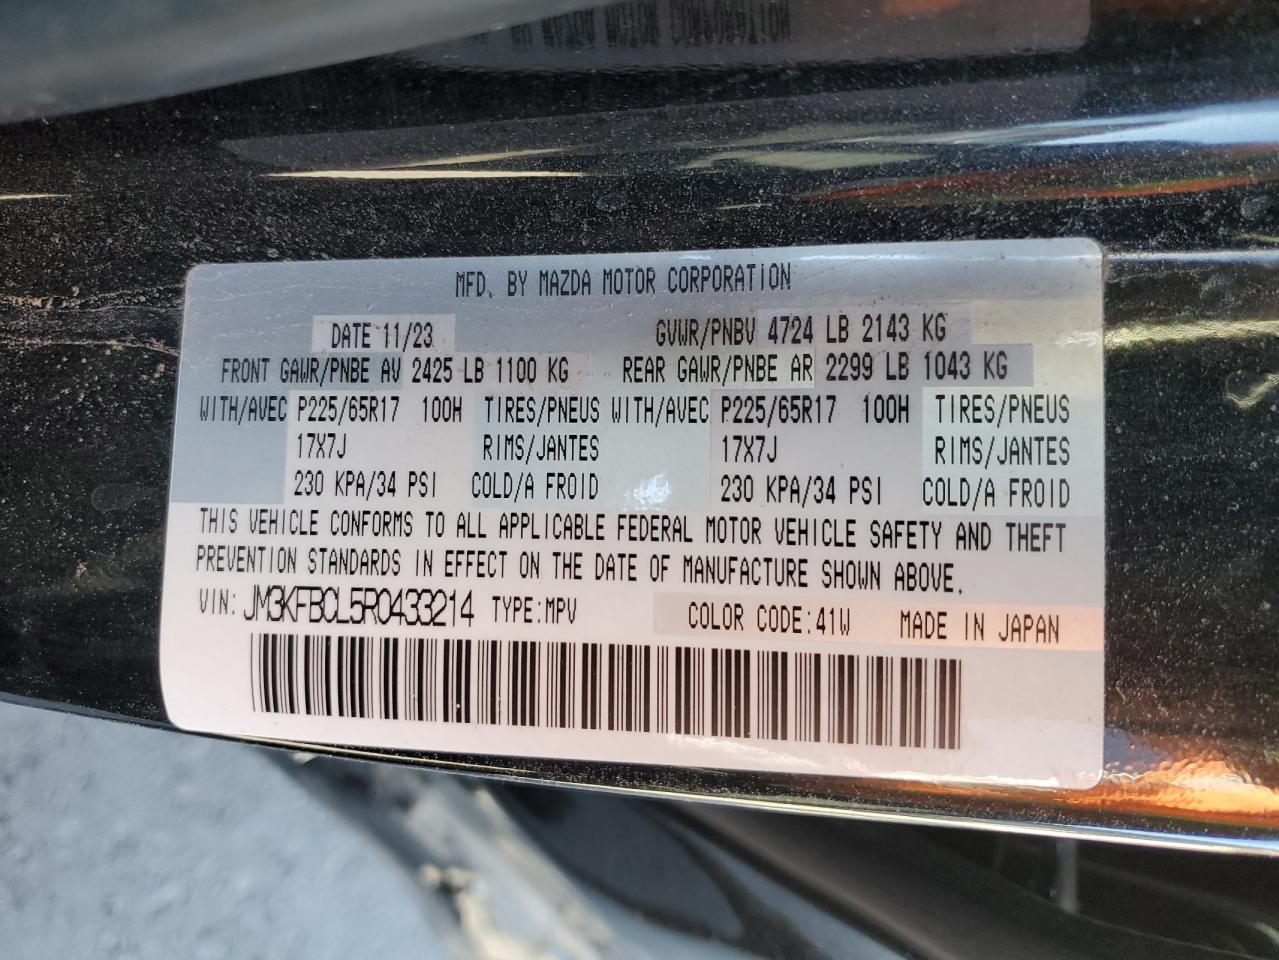 MFD. BY MAZDA MOTOR CORPORATION
DATE 11/23 GVWR/PNBV 4724 LB 2143 KG
FRONT GAWR/PNBE AV 2425 LB 1100 KG REAR GAWR/PNBE AR 2299 LB 1043 KG
WITH/AVEC P225/65R17 100H TIRES/PNEUS WITH/AVEC P225/65R17 100H TIRES/PNEUS
17X7J RIMS/JANTES 17X7J RIMS/JANTES
230 KPA/34 PSI COLD/A FROID 230 KPA/34 PSI COLD/A FROID
THIS VEHICLE CONFORMS TO ALL APPLICABLE FEDERAL MOTOR VEHICLE SAFETY AND THEFT
PREVENTION STANDARDS IN EFFECT ON THE DATE OF MANUFACTURE SHOWN ABOVE.
VIN: JM3KFBCL5R0433214 TYPE:MPV COLOR CODE:41W MADE IN JAPAN